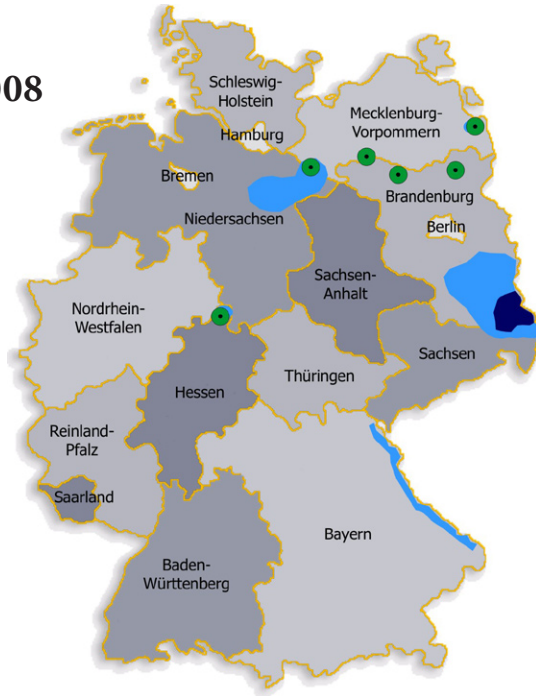 008
Schleswig-
Holstein
Mecklenburg-
Vorpommern
Hamburg
Bremen
Brandenburg
Niedersachsen
Berlin
Sachsen-
Anhalt
Nordrhein-
Westfalen
Sachsen
Thüringen
Hessen
Reinland-
Pfalz
Saarland
Bayern
Baden-
Württenberg